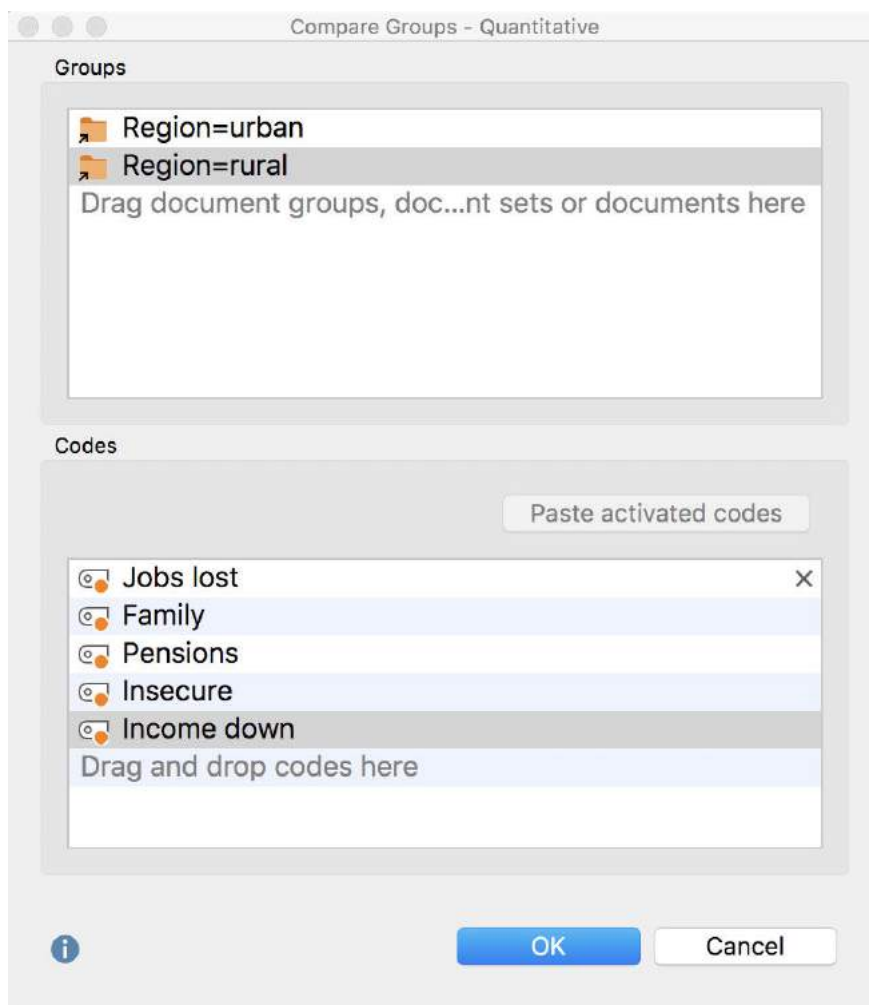 Compare Groups - Quantitative
Groups
Region=urban
Region=rural
Drag document groups, doc...nt sets or documents here
Codes
Paste activated codes
Jobs lost
Family
Pensions
Insecure
Income down
Drag and drop codes here
OK Cancel